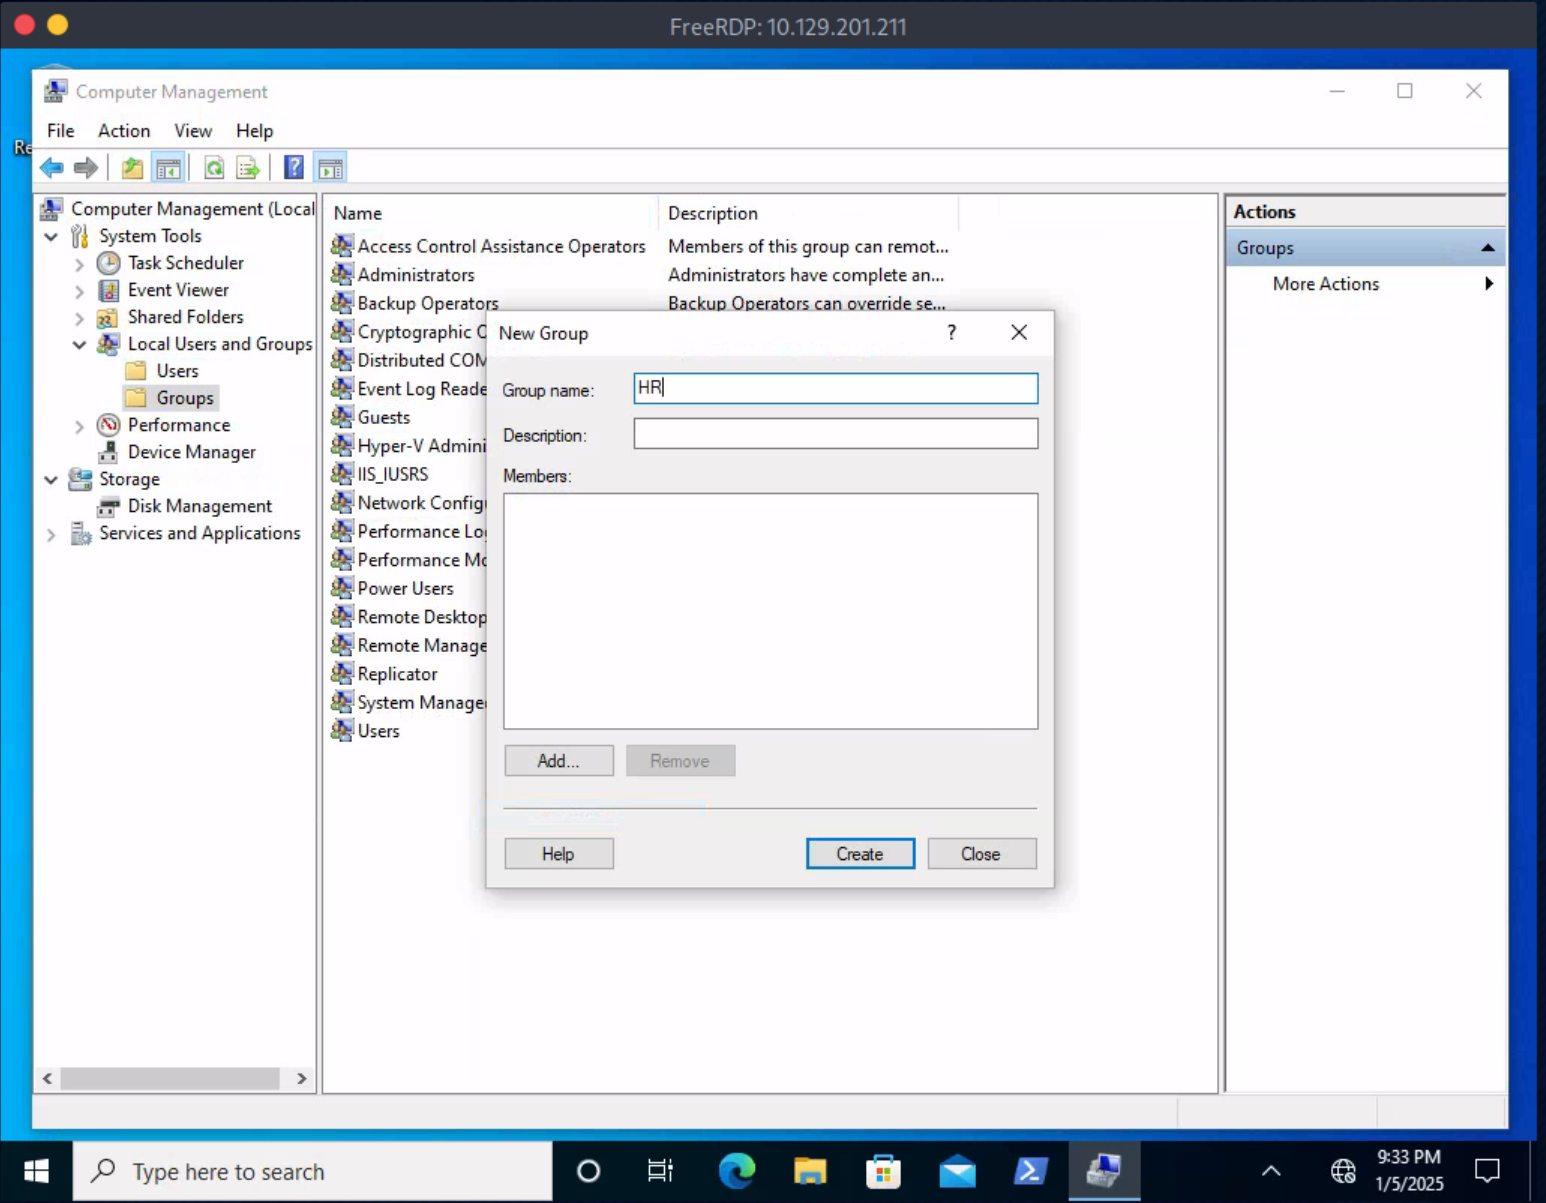 FreeRDP: 10.129.201.211
Computer Management
File Action View Help
Re
Computer Management (Local
System Tools
Task Scheduler
Event Viewer
Shared Folders
Local Users and Groups
Users
Groups
Performance
Device Manager
Storage
Disk Management
Services and Applications
Name Description
Access Control Assistance Operators Members of this group can remot...
Administrators Administrators have complete an...
Backup Operators Backup Operators can override se...
Cryptographic O
Distributed COM
Event Log Reade
Guests
Hyper-V Admini
IIS_IUSRS
Network Configu
Performance Log
Performance Mo
Power Users
Remote Desktop
Remote Manage
Replicator
System Manage
Users
New Group ?
Group name: HR
Description:
Members:
Add... Remove
Help Create Close
Actions
Groups
More Actions
Type here to search
9:33 PM
1/5/2025